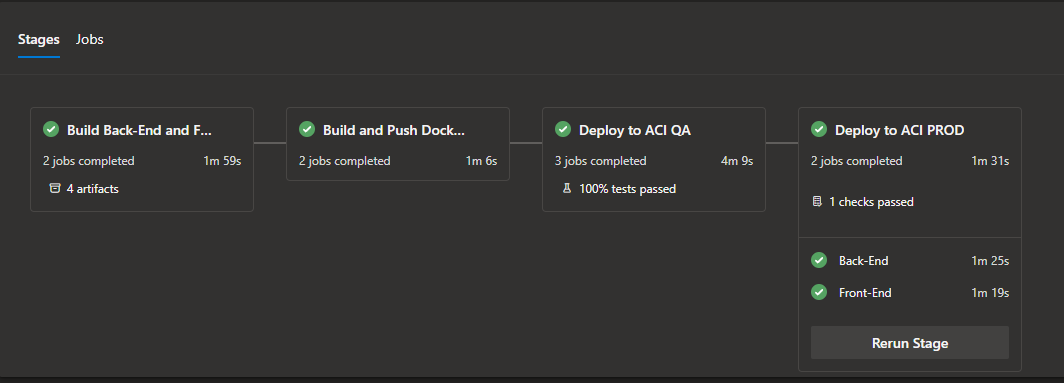 Stages Jobs
Build Back-End and F...
2 jobs completed 1m 59s
4 artifacts
Build and Push Dock...
2 jobs completed 1m 6s
Deploy to ACI QA
3 jobs completed 4m 9s
100% tests passed
Deploy to ACI PROD
2 jobs completed 1m 31s
1 checks passed
Back-End 1m 25s
Front-End 1m 19s
Rerun Stage